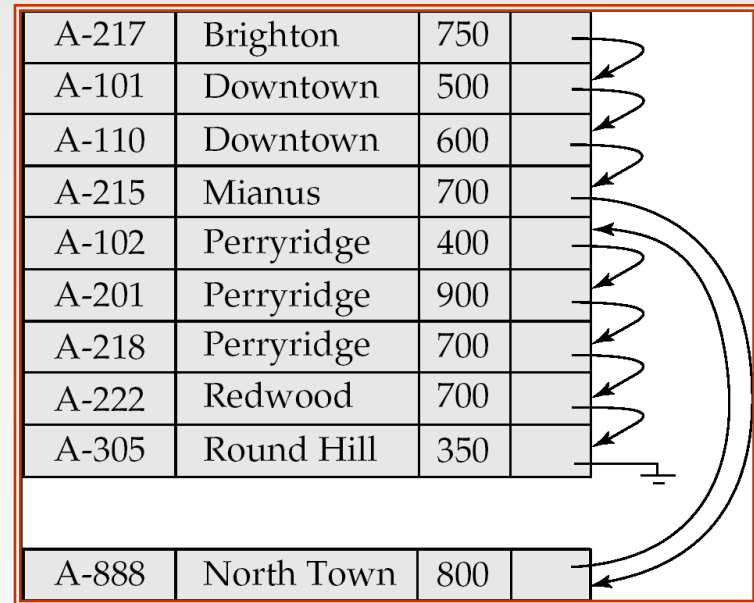 A-217 Brighton 750
A-101 Downtown 500
A-110 Downtown 600
A-215 Mianus 700
A-102 Perryridge 400
A-201 Perryridge 900
A-218 Perryridge 700
A-222 Redwood 700
A-305 Round Hill 350
A-888 North Town 800